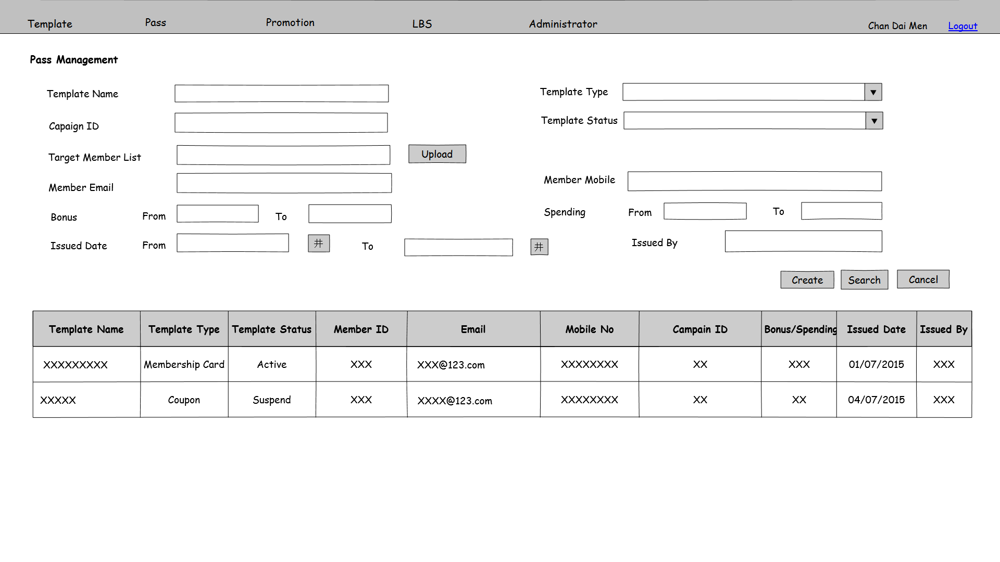 Template Pass Promotion LBS Administrator Chan Dai Men Logout
Pass Management
Template Name Template Type ▼
Capaign ID Template Status ▼
Target Member List Upload
Member Email Member Mobile
Bonus From To Spending From To
Issued Date From 井 To 井 Issued By
Create Search Cancel
Template Name Template Type Template Status Member ID Email Mobile No Campain ID Bonus/Spending Issued Date Issued By
XXXXXXXXX Membership Card Active XXX XXX@123.com XXXXXXXX XX XXX 01/07/2015 XXX
XXXXX Coupon Suspend XXX XXXX@123.com XXXXXXXX XX XX 04/07/2015 XXX